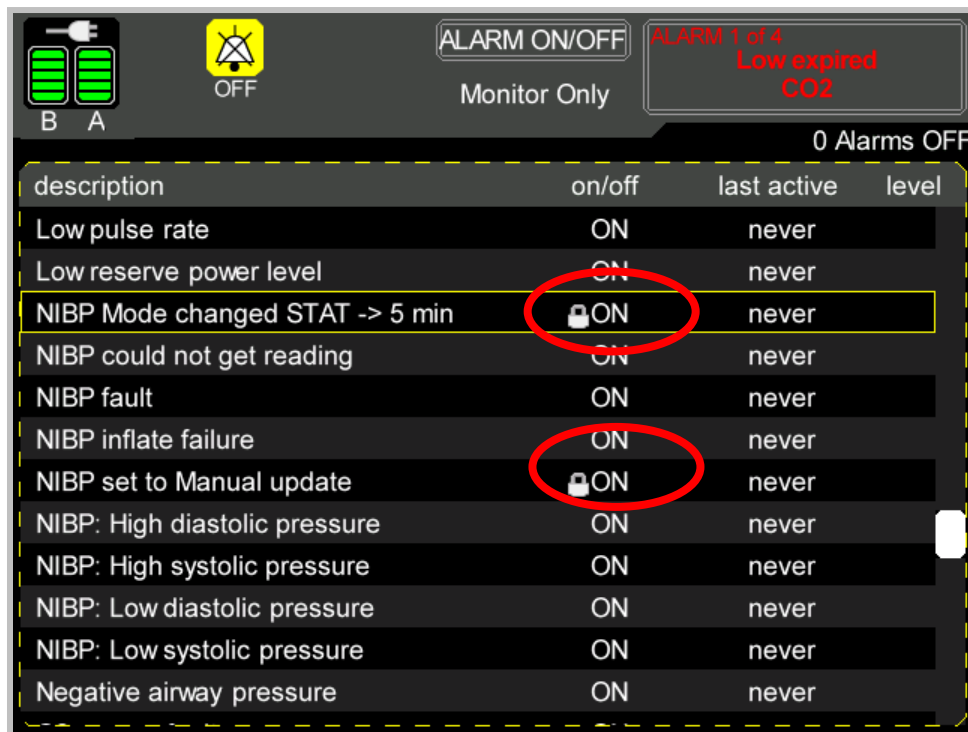 ALARM ON/OFF
ALARM 1 of 4
Low expired
CO2
OFF
Monitor Only
B A
0 Alarms OFF
description on/off last active level
Low pulse rate ON never
Low reserve power level ON never
NIBP Mode changed STAT -> 5 min ON never
NIBP could not get reading ON never
NIBP fault ON never
NIBP inflate failure ON never
NIBP set to Manual update ON never
NIBP: High diastolic pressure ON never
NIBP: High systolic pressure ON never
NIBP: Low diastolic pressure ON never
NIBP: Low systolic pressure ON never
Negative airway pressure ON never